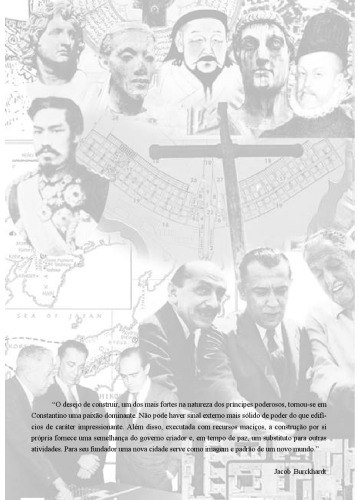 SEA OF JAPAN
“O desejo de construir, um dos mais fortes na natureza dos príncipes poderosos, tornou-se em
Constantino uma paixão dominante. Não pode haver sinal externo mais sólido de poder do que edifí-
cios de caráter impressionante. Além disso, executada com recursos maciços, a construção por si
própria fornece uma semelhança do governo criador e, em tempo de paz, um substituto para outras
atividades. Para seu fundador uma nova cidade serve como imagem e padrão de um novo mundo.”
Jacob Burckhardt